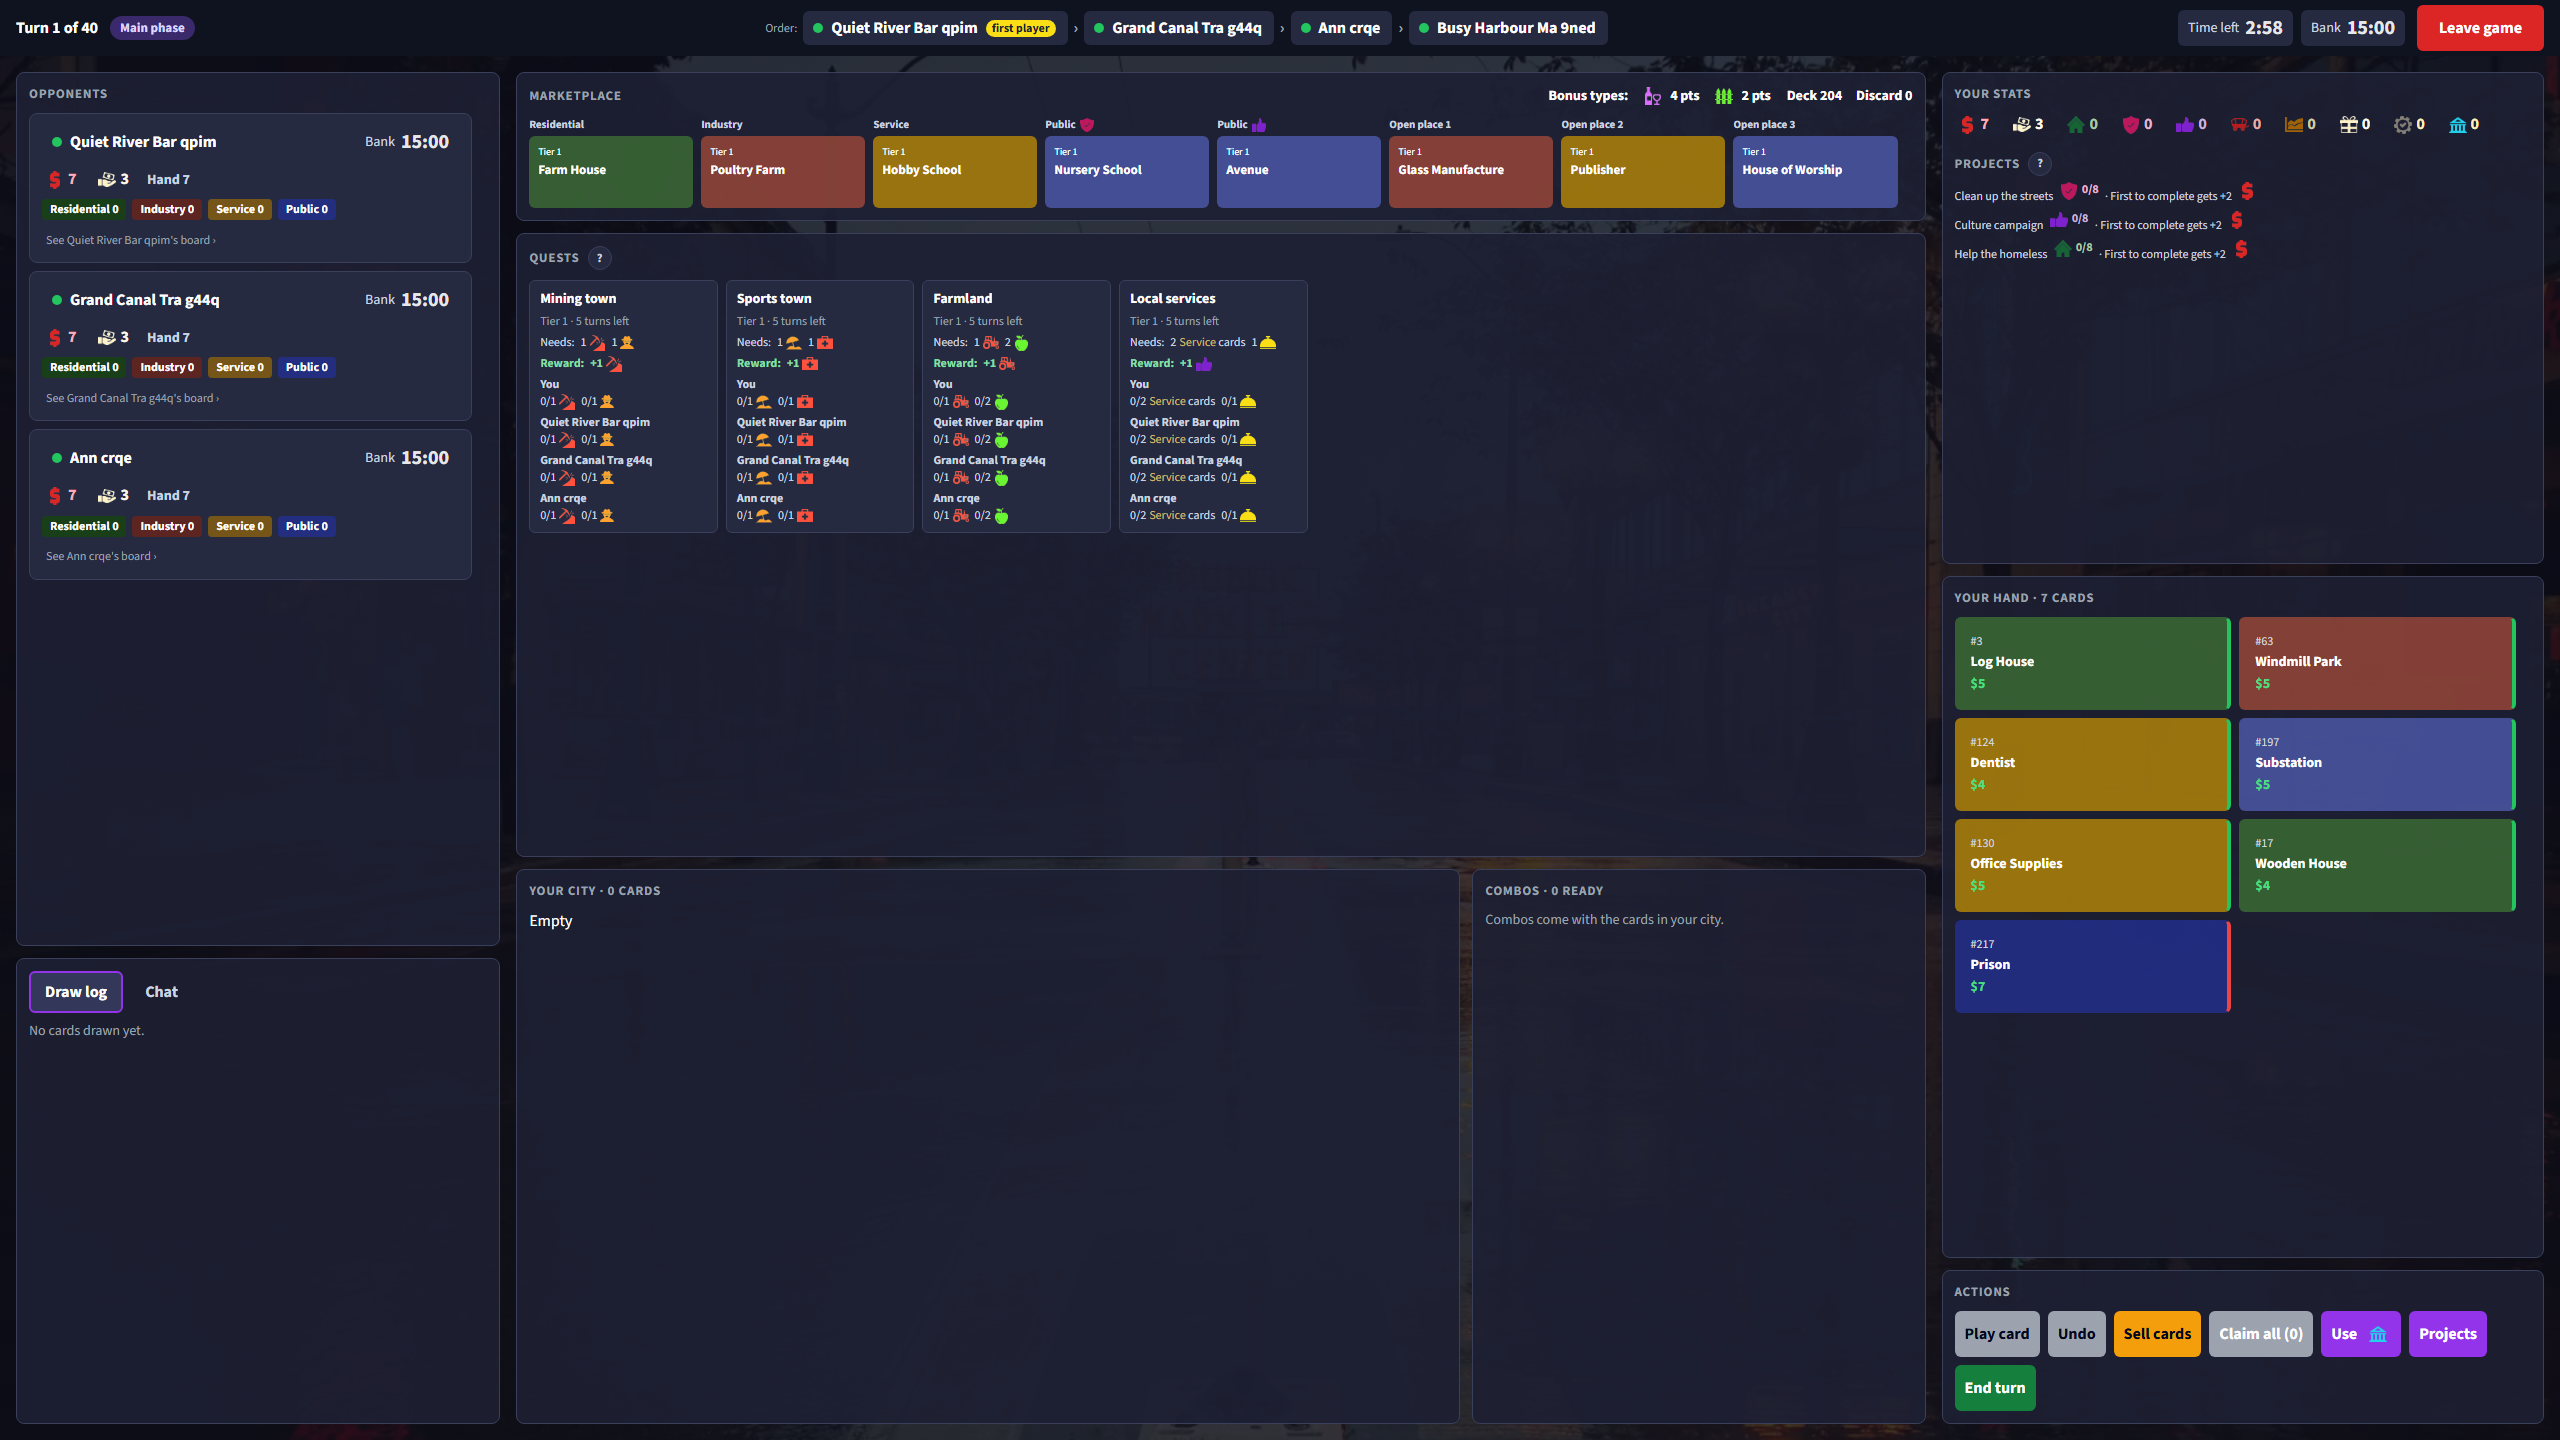 Turn 1 of 40 Main phase
Order: Quiet River Bar qpim first player › Grand Canal Tra g44q › Ann crqe › Busy Harbour Ma 9ned
Time left 2:58 Bank 15:00 Leave game
OPPONENTS
Quiet River Bar qpim Bank 15:00
7 3 Hand 7
Residential 0 Industry 0 Service 0 Public 0
See Quiet River Bar qpim's board ›
Grand Canal Tra g44q Bank 15:00
7 3 Hand 7
Residential 0 Industry 0 Service 0 Public 0
See Grand Canal Tra g44q's board ›
Ann crqe Bank 15:00
7 3 Hand 7
Residential 0 Industry 0 Service 0 Public 0
See Ann crqe's board ›
Draw log Chat
No cards drawn yet.
MARKETPLACE
Bonus types: 4 pts 2 pts Deck 204 Discard 0
Residential
Tier 1
Farm House
Industry
Tier 1
Poultry Farm
Service
Tier 1
Hobby School
Public
Tier 1
Nursery School
Public
Tier 1
Avenue
Open place 1
Tier 1
Glass Manufacture
Open place 2
Tier 1
Publisher
Open place 3
Tier 1
House of Worship
QUESTS ?
Mining town
Tier 1 · 5 turns left
Needs: 1 1
Reward: +1
You
0/1 0/1
Quiet River Bar qpim
0/1 0/1
Grand Canal Tra g44q
0/1 0/1
Ann crqe
0/1 0/1
Sports town
Tier 1 · 5 turns left
Needs: 1 1
Reward: +1
You
0/1 0/1
Quiet River Bar qpim
0/1 0/1
Grand Canal Tra g44q
0/1 0/1
Ann crqe
0/1 0/1
Farmland
Tier 1 · 5 turns left
Needs: 1 2
Reward: +1
You
0/1 0/2
Quiet River Bar qpim
0/1 0/2
Grand Canal Tra g44q
0/1 0/2
Ann crqe
0/1 0/2
Local services
Tier 1 · 5 turns left
Needs: 2 Service cards 1
Reward: +1
You
0/2 Service cards 0/1
Quiet River Bar qpim
0/2 Service cards 0/1
Grand Canal Tra g44q
0/2 Service cards 0/1
Ann crqe
0/2 Service cards 0/1
YOUR CITY · 0 CARDS
Empty
COMBOS · 0 READY
Combos come with the cards in your city.
YOUR STATS
$ 7 3 0 0 0 0 0 0 0 0
PROJECTS ?
Clean up the streets 0/8 · First to complete gets +2 $
Culture campaign 0/8 · First to complete gets +2 $
Help the homeless 0/8 · First to complete gets +2 $
YOUR HAND · 7 CARDS
#3
Log House
$5
#63
Windmill Park
$5
#124
Dentist
$4
#197
Substation
$5
#130
Office Supplies
$5
#17
Wooden House
$4
#217
Prison
$7
ACTIONS
Play card Undo Sell cards Claim all (0) Use Projects
End turn